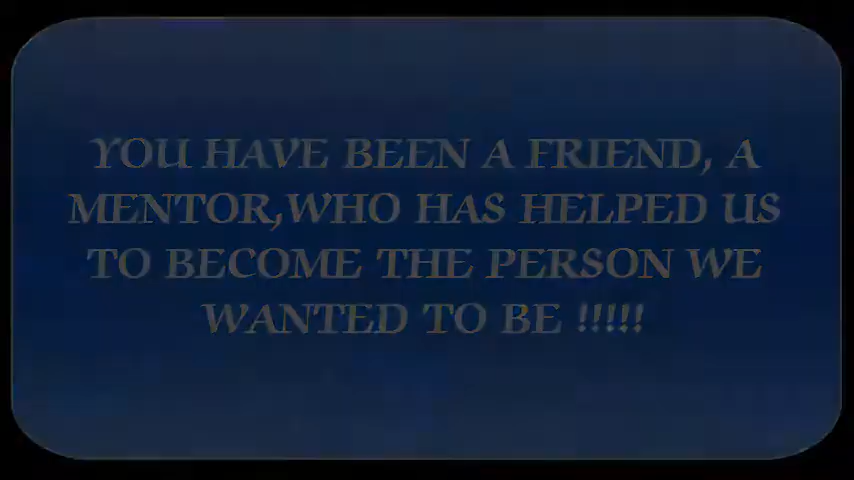 YOU HAVE BEEN A FRIEND, A
MENTOR,WHO HAS HELPED US
TO BECOME THE PERSON WE
WANTED TO BE !!!!!